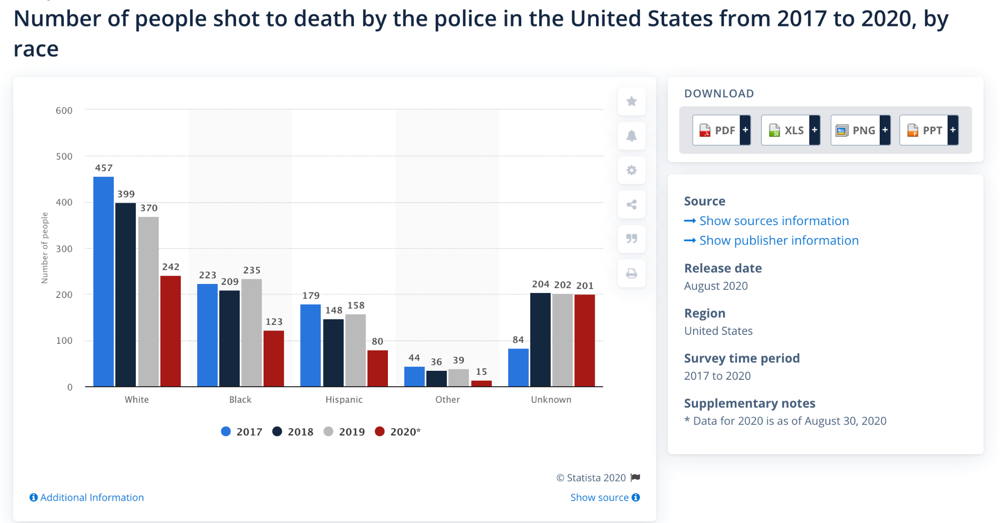 Number of people shot to death by the police in the United States from 2017 to 2020, by
race
600
500
400
300
200
100
0
Number of people
457
399
370
242
223
209
235
123
179
148
158
80
44
36
39
15
84
204
202
201
White
Black
Hispanic
Other
Unknown
2017
2018
2019
2020*
© Statista 2020
Additional Information
Show source
DOWNLOAD
PDF +
XLS +
PNG +
PPT +
Source
→ Show sources information
→ Show publisher information
Release date
August 2020
Region
United States
Survey time period
2017 to 2020
Supplementary notes
* Data for 2020 is as of August 30, 2020